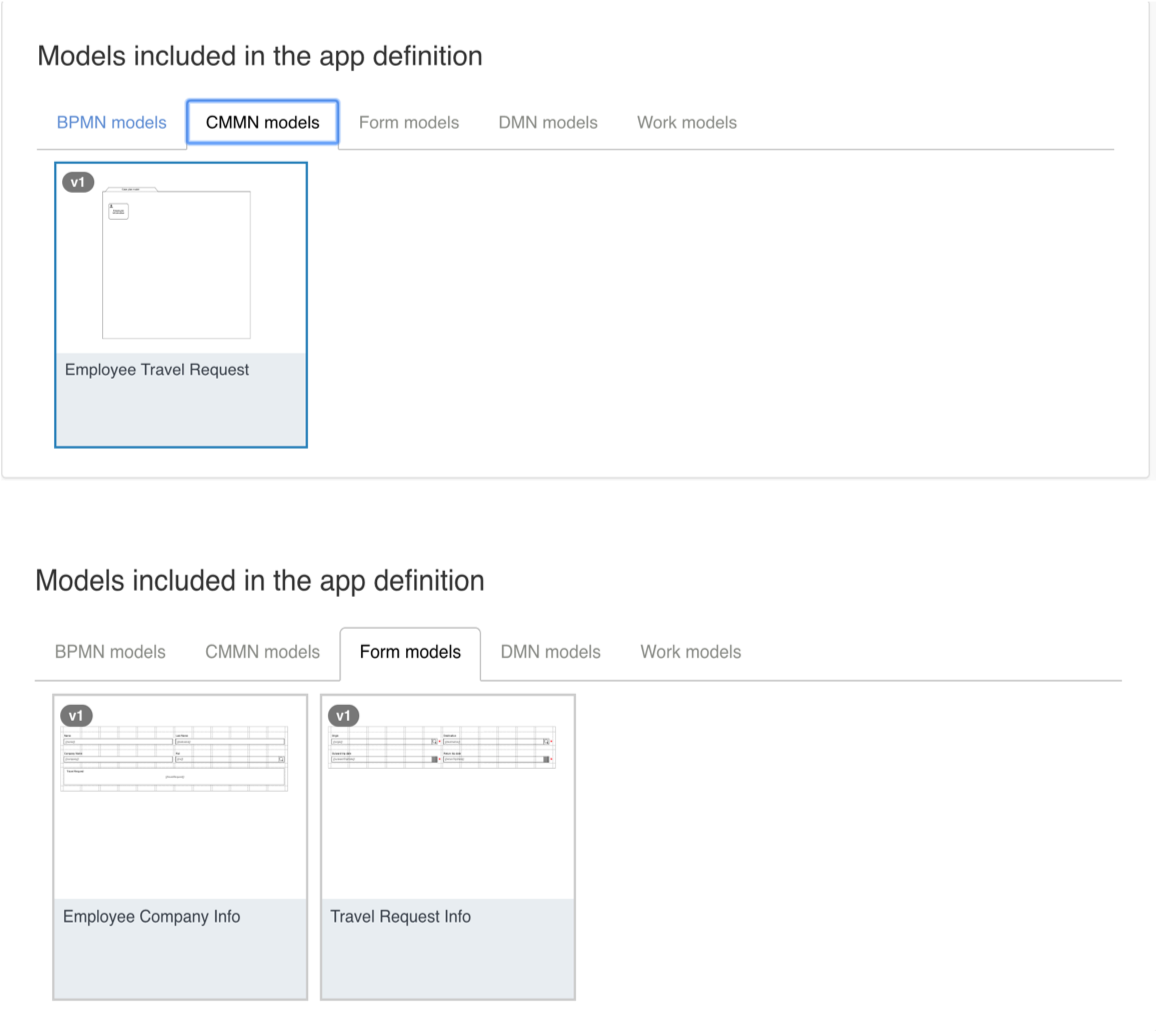 Models included in the app definition
BPMN models CMMN models Form models DMN models Work models
v1
Employee Travel Request
Models included in the app definition
BPMN models CMMN models Form models DMN models Work models
v1 v1
Employee Company Info Travel Request Info